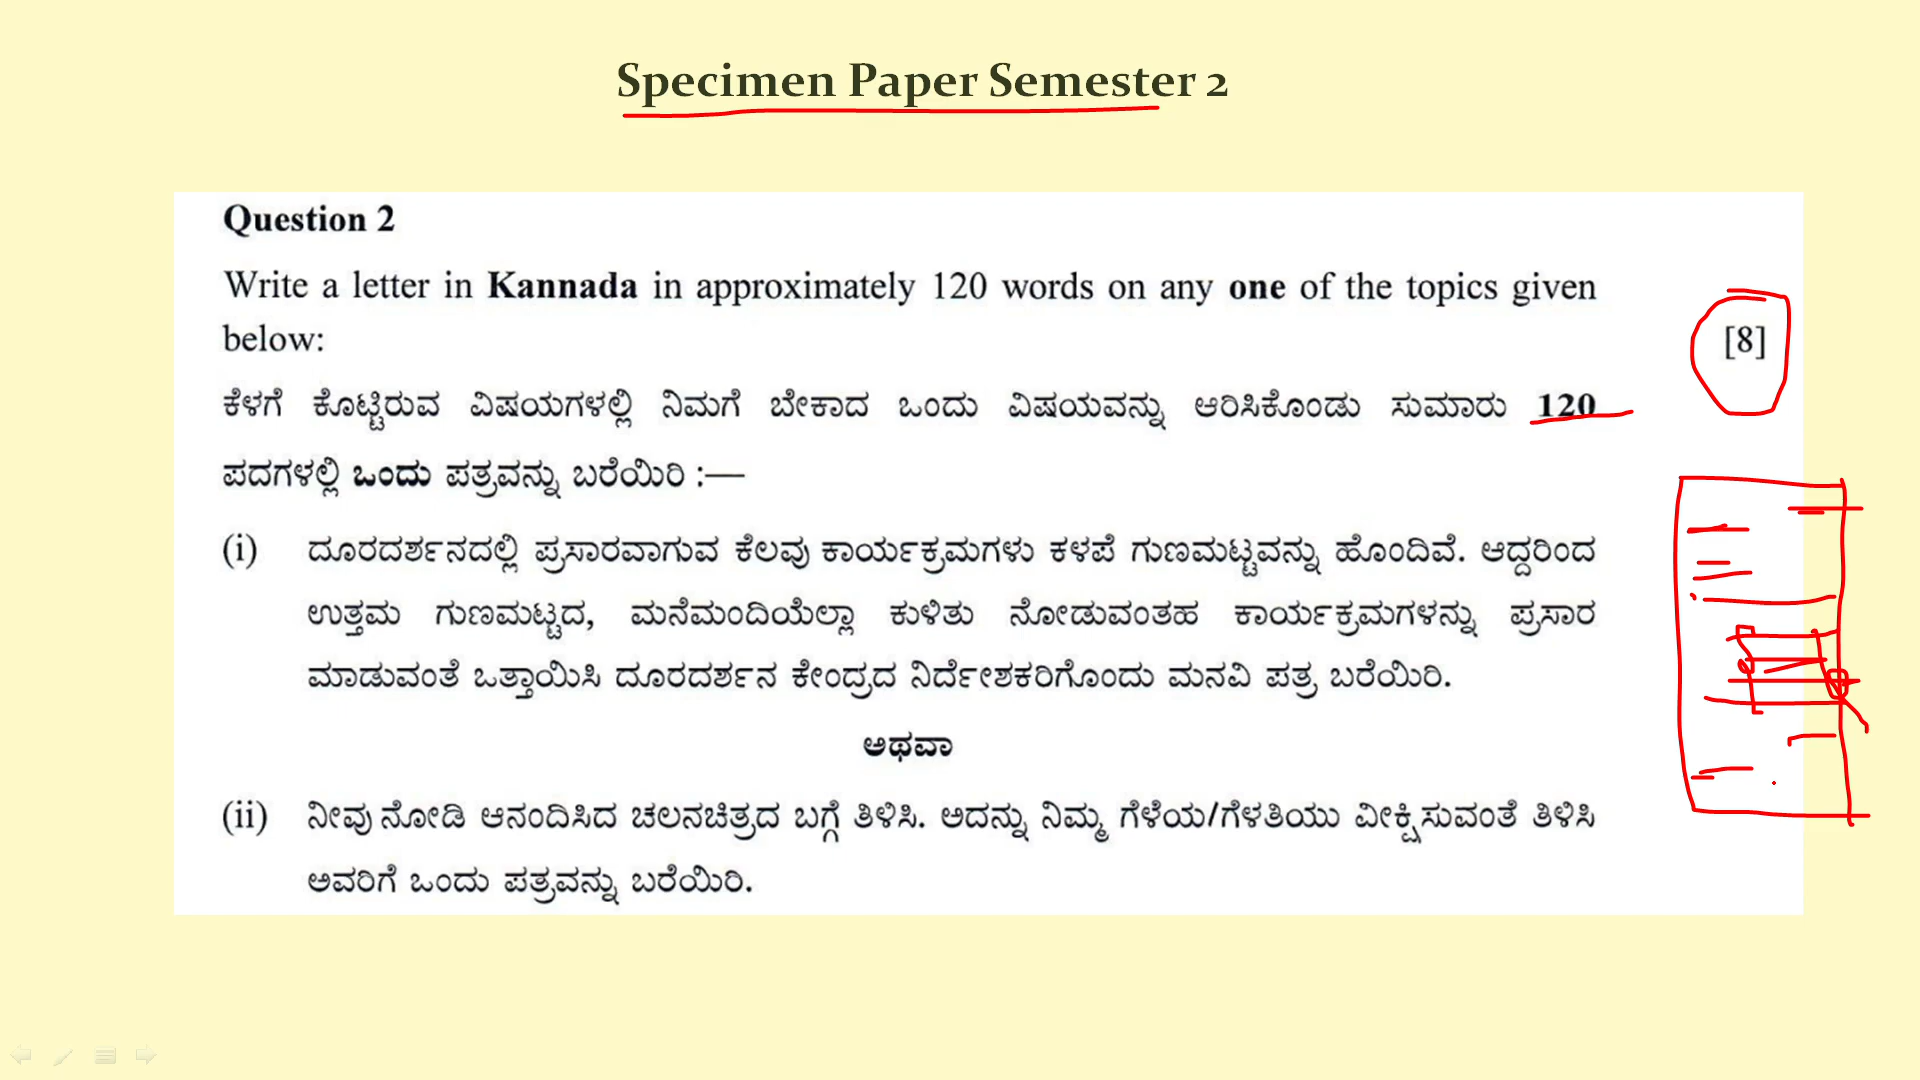 Specimen Paper Semester 2
Question 2
Write a letter in Kannada in approximately 120 words on any one of the topics given
below:
[8]
ಕೆಳಗೆ ಕೊಟ್ಟಿರುವ ವಿಷಯಗಳಲ್ಲಿ ನಿಮಗೆ ಬೇಕಾದ ಒಂದು ವಿಷಯವನ್ನು ಆರಿಸಿಕೊಂಡು ಸುಮಾರು 120
ಪದಗಳಲ್ಲಿ ಒಂದು ಪತ್ರವನ್ನು ಬರೆಯಿರಿ :—
(i) ದೂರದರ್ಶನದಲ್ಲಿ ಪ್ರಸಾರವಾಗುವ ಕೆಲವು ಕಾರ್ಯಕ್ರಮಗಳು ಕಳಪೆ ಗುಣಮಟ್ಟವನ್ನು ಹೊಂದಿವೆ. ಆದ್ದರಿಂದ
ಉತ್ತಮ ಗುಣಮಟ್ಟದ, ಮನೆಮಂದಿಯೆಲ್ಲಾ ಕುಳಿತು ನೋಡುವಂತಹ ಕಾರ್ಯಕ್ರಮಗಳನ್ನು ಪ್ರಸಾರ
ಮಾಡುವಂತೆ ಒತ್ತಾಯಿಸಿ ದೂರದರ್ಶನ ಕೇಂದ್ರದ ನಿರ್ದೇಶಕರಿಗೊಂದು ಮನವಿ ಪತ್ರ ಬರೆಯಿರಿ.
ಅಥವಾ
(ii) ನೀವು ನೋಡಿ ಆನಂದಿಸಿದ ಚಲನಚಿತ್ರದ ಬಗ್ಗೆ ತಿಳಿಸಿ. ಅದನ್ನು ನಿಮ್ಮ ಗೆಳೆಯ/ಗೆಳತಿಯು ವೀಕ್ಷಿಸುವಂತೆ ತಿಳಿಸಿ
ಅವರಿಗೆ ಒಂದು ಪತ್ರವನ್ನು ಬರೆಯಿರಿ.